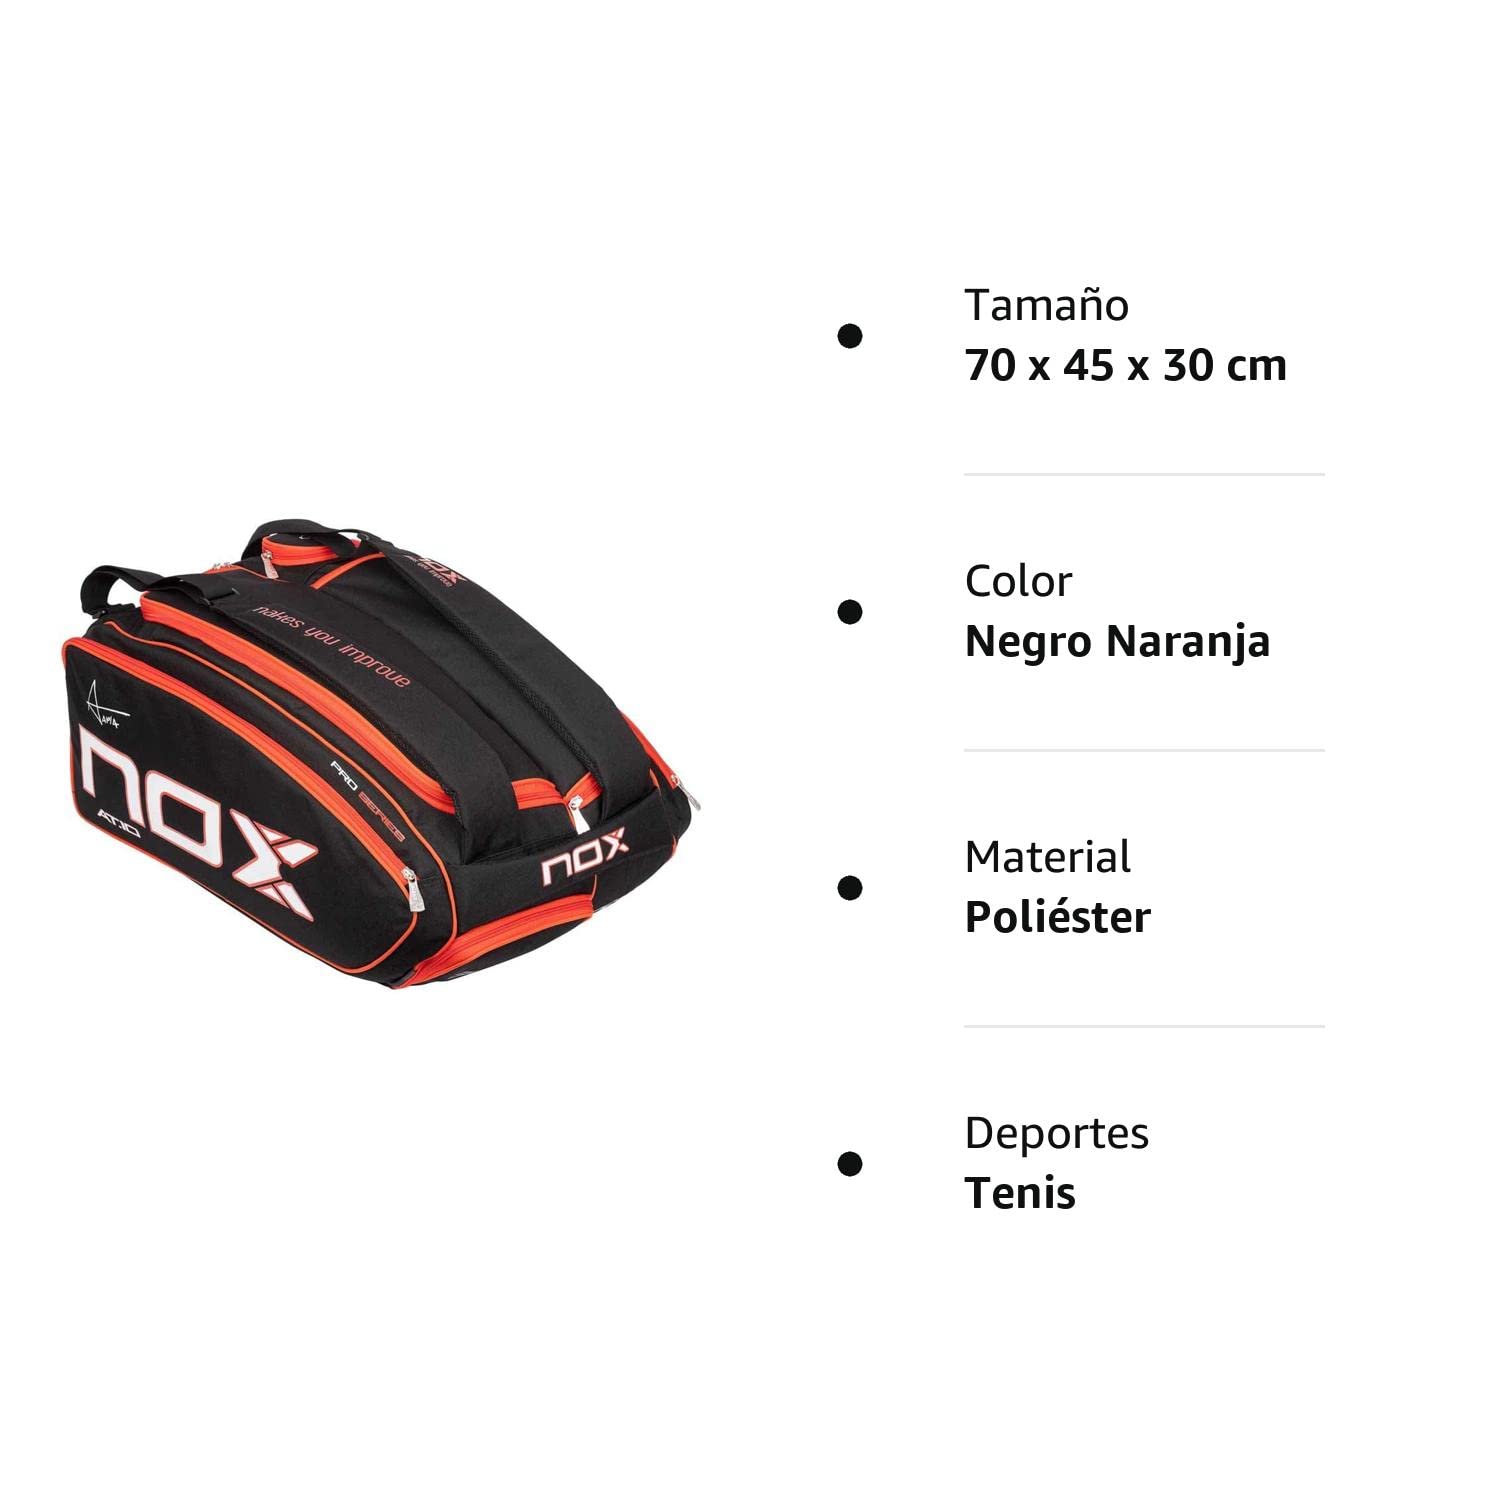 Tamaño
70 x 45 x 30 cm
Color
Negro Naranja
Material
Poliéster
Deportes
Tenis
makes you improve
nox
AT10
PRO SERIES
nox
nox